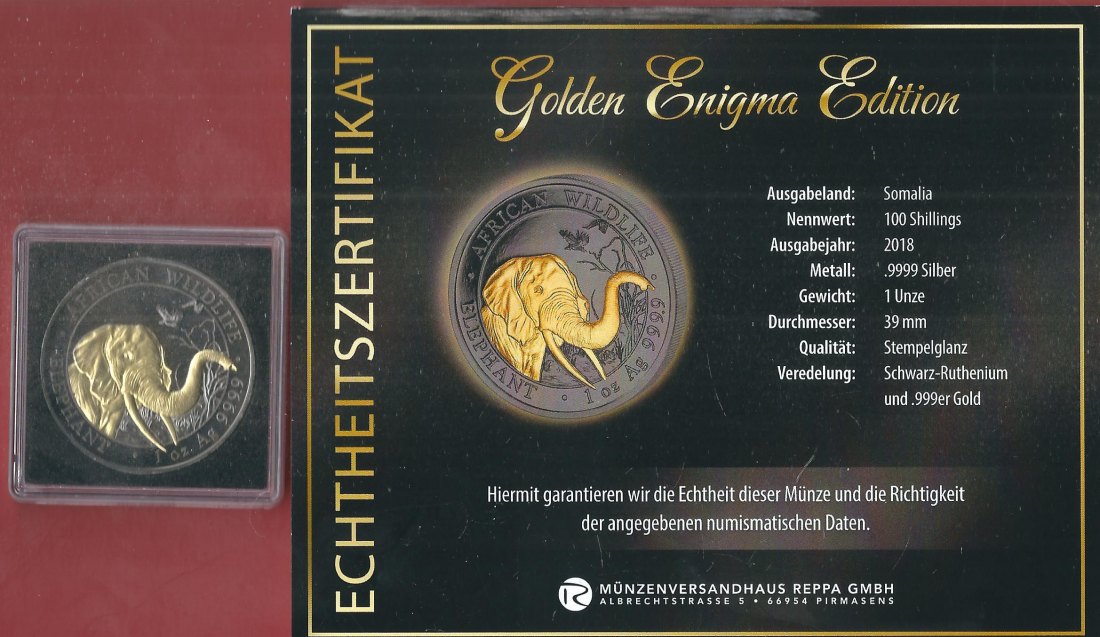 AFRICAN WILDLIFE
ELEPHANT • 1 oz. Ag 999.9
ECHTHEITSZERTIFIKAT
Golden Enigma Edition
AFRICAN WILDLIFE
ELEPHANT • 1 oz Ag 999.9
Ausgabeland: Somalia
Nennwert: 100 Shillings
Ausgabejahr: 2018
Metall: .9999 Silber
Gewicht: 1 Unze
Durchmesser: 39 mm
Qualität: Stempelglanz
Veredelung: Schwarz-Ruthenium
und .999er Gold
Hiermit garantieren wir die Echtheit dieser Münze und die Richtigkeit
der angegebenen numismatischen Daten.
R MÜNZENVERSANDHAUS REPPA GMBH
ALBRECHTSTRASSE 5 • 66954 PIRMASENS